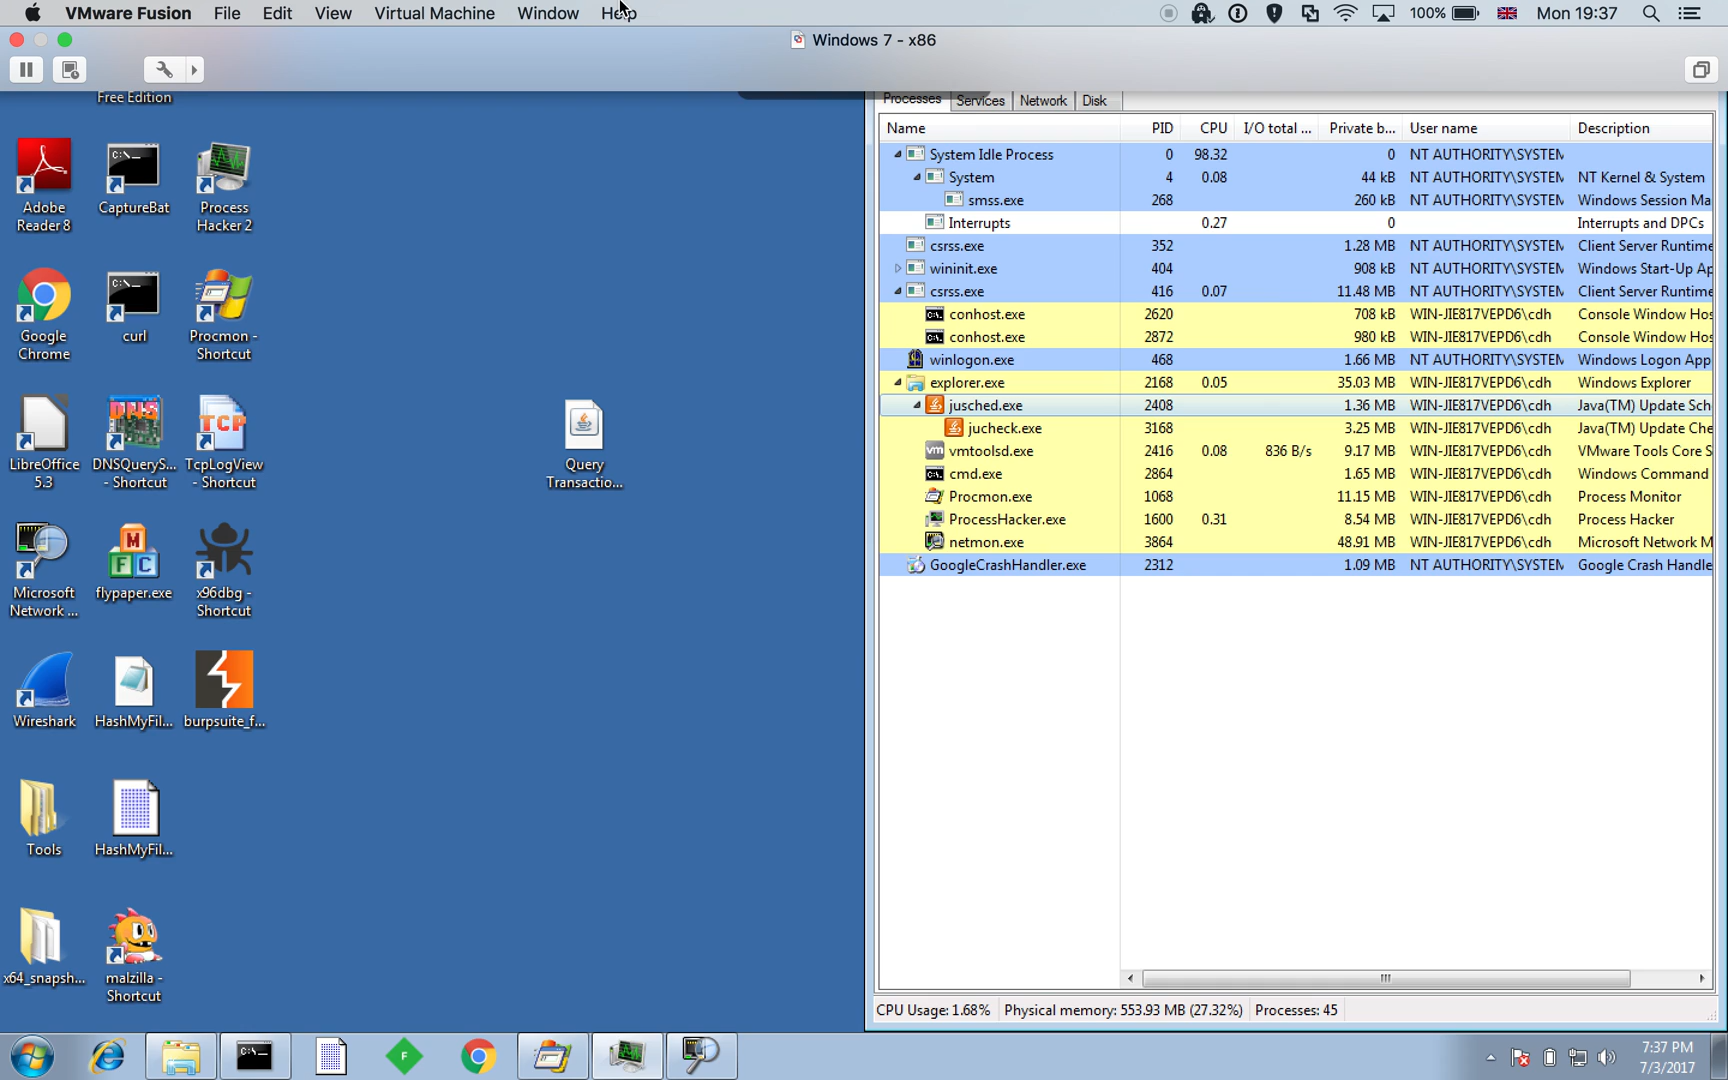 VMware Fusion File Edit View Virtual Machine Window Help 100% Mon 19:37
Windows 7 - x86
Free Edition
Adobe
Reader 8
CaptureBat
Process
Hacker 2
Google
Chrome
curl
Procmon -
Shortcut
LibreOffice
5.3
DNSQueryS...
- Shortcut
TcpLogView
- Shortcut
Query
Transactio...
Microsoft
Network ...
flypaper.exe
x96dbg -
Shortcut
Wireshark
HashMyFil...
burpsuite_f...
Tools
HashMyFil...
x64_snapsh...
malzilla -
Shortcut
Processes Services Network Disk
Name PID CPU I/O total ... Private b... User name Description
System Idle Process 0 98.32 0 NT AUTHORITY\SYSTEM
System 4 0.08 44 kB NT AUTHORITY\SYSTEM NT Kernel & System
smss.exe 268 260 kB NT AUTHORITY\SYSTEM Windows Session Ma
Interrupts 0.27 0 Interrupts and DPCs
csrss.exe 352 1.28 MB NT AUTHORITY\SYSTEM Client Server Runtime
wininit.exe 404 908 kB NT AUTHORITY\SYSTEM Windows Start-Up Ap
csrss.exe 416 0.07 11.48 MB NT AUTHORITY\SYSTEM Client Server Runtime
conhost.exe 2620 708 kB WIN-JIE817VEPD6\cdh Console Window Hos
conhost.exe 2872 980 kB WIN-JIE817VEPD6\cdh Console Window Hos
winlogon.exe 468 1.66 MB NT AUTHORITY\SYSTEM Windows Logon App
explorer.exe 2168 0.05 35.03 MB WIN-JIE817VEPD6\cdh Windows Explorer
jusched.exe 2408 1.36 MB WIN-JIE817VEPD6\cdh Java(TM) Update Sch
jucheck.exe 3168 3.25 MB WIN-JIE817VEPD6\cdh Java(TM) Update Che
vmtoolsd.exe 2416 0.08 836 B/s 9.17 MB WIN-JIE817VEPD6\cdh VMware Tools Core S
cmd.exe 2864 1.65 MB WIN-JIE817VEPD6\cdh Windows Command
Procmon.exe 1068 11.15 MB WIN-JIE817VEPD6\cdh Process Monitor
ProcessHacker.exe 1600 0.31 8.54 MB WIN-JIE817VEPD6\cdh Process Hacker
netmon.exe 3864 48.91 MB WIN-JIE817VEPD6\cdh Microsoft Network M
GoogleCrashHandler.exe 2312 1.09 MB NT AUTHORITY\SYSTEM Google Crash Handle
CPU Usage: 1.68% Physical memory: 553.93 MB (27.32%) Processes: 45
7:37 PM
7/3/2017